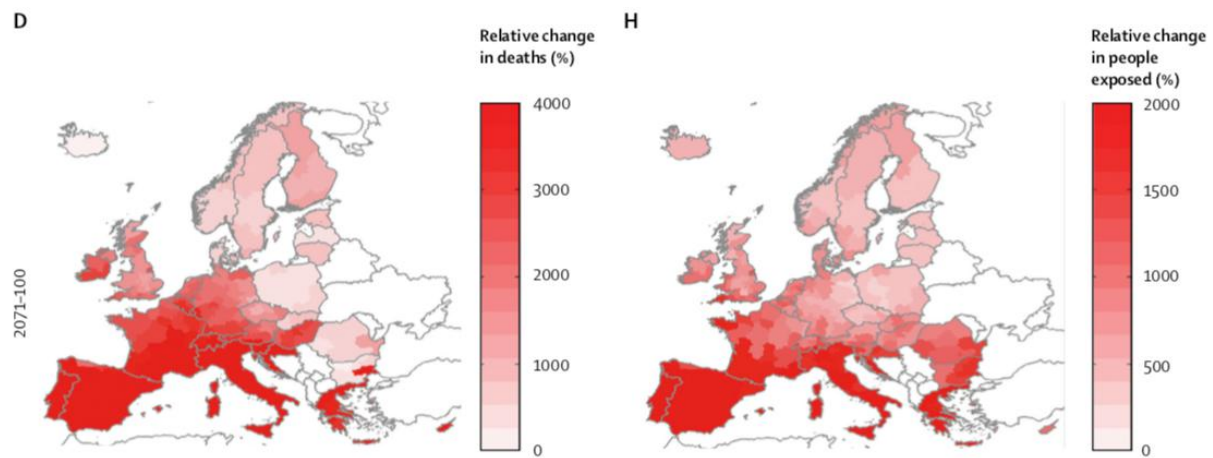 D
Relative change
in deaths (%)
4000
3000
2000
1000
0
H
Relative change
in people
exposed (%)
2000
1500
1000
500
0
2071–100